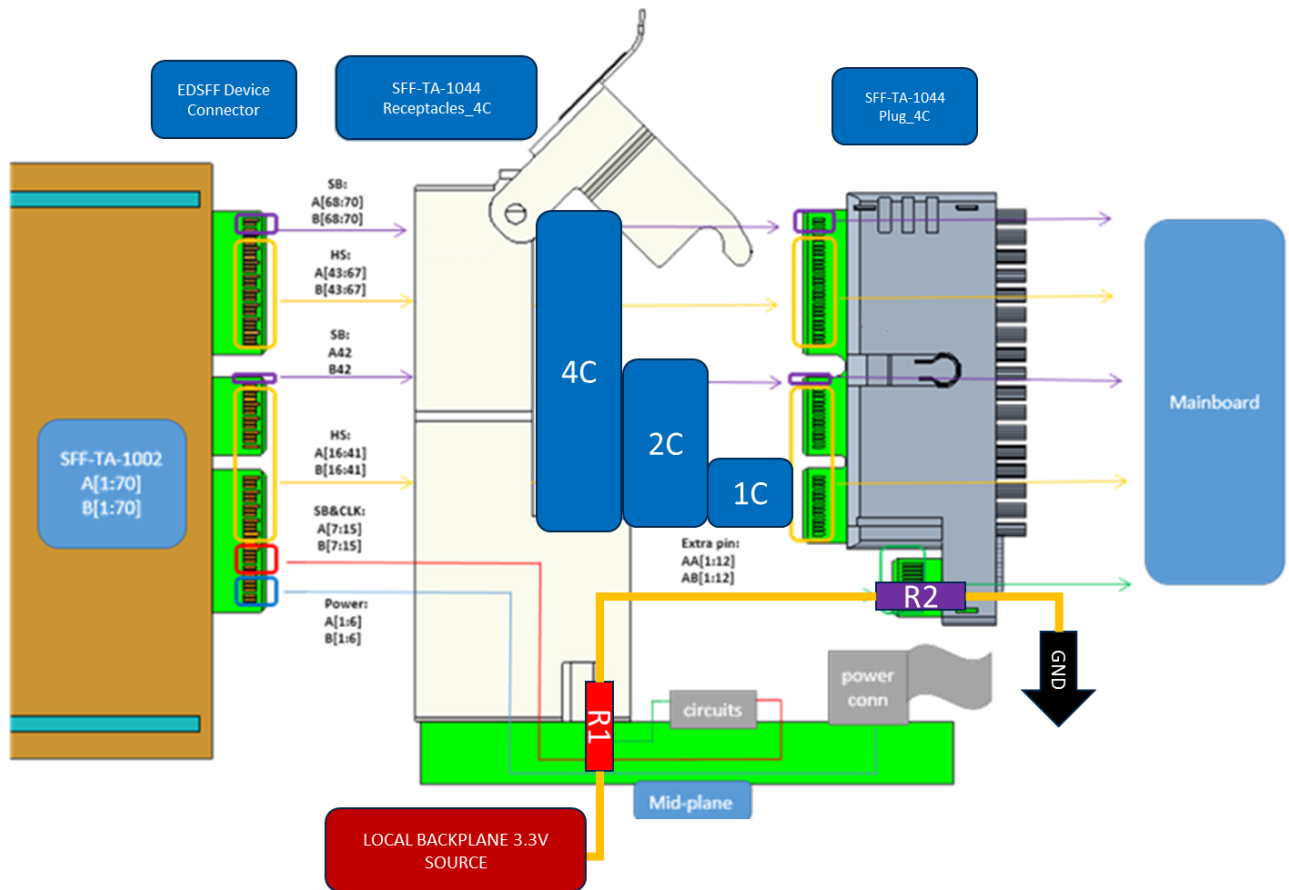 EDSFF Device
Connector
SFF-TA-1044
Receptacles_4C
SFF-TA-1044
Plug_4C
SB:
A[68:70]
B[68:70]
HS:
A[43:67]
B[43:67]
SB:
A42
B42
HS:
A[16:41]
B[16:41]
SB&CLK:
A[7:15]
B[7:15]
Power:
A[1:6]
B[1:6]
SFF-TA-1002
A[1:70]
B[1:70]
4C
2C
1C
Extra pin:
AA[1:12]
AB[1:12]
Mainboard
R2
GND
R1
circuits
power
conn
Mid-plane
LOCAL BACKPLANE 3.3V
SOURCE